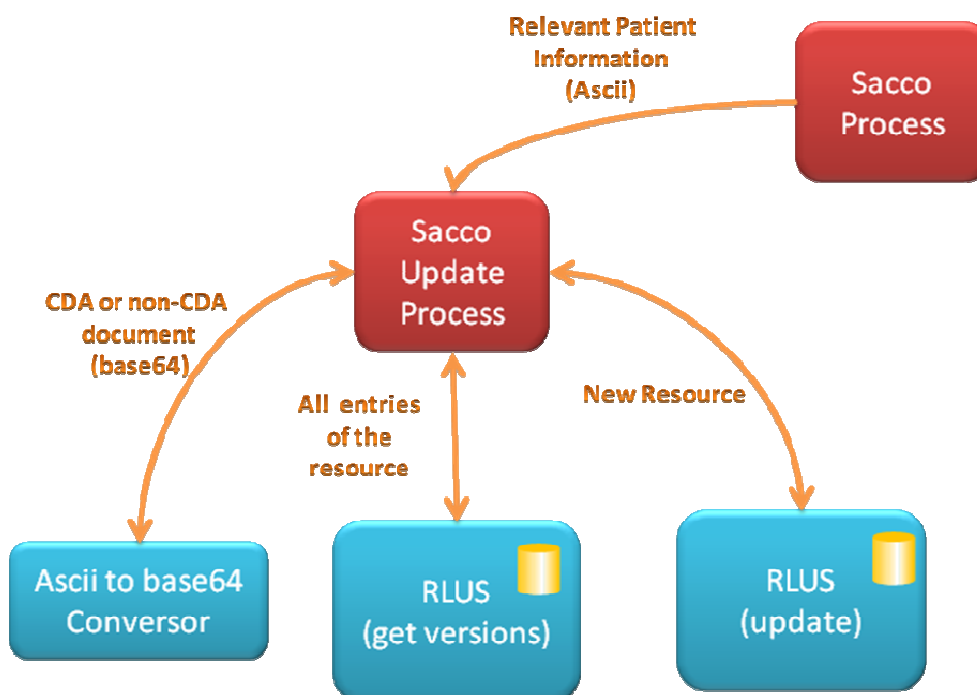 Relevant Patient
Information
(Ascii)
Sacco
Process
Sacco
Update
Process
CDA or non-CDA
document
(base64)
All entries
of the
resource
New Resource
Ascii to base64
Conversor
RLUS
(get versions)
RLUS
(update)